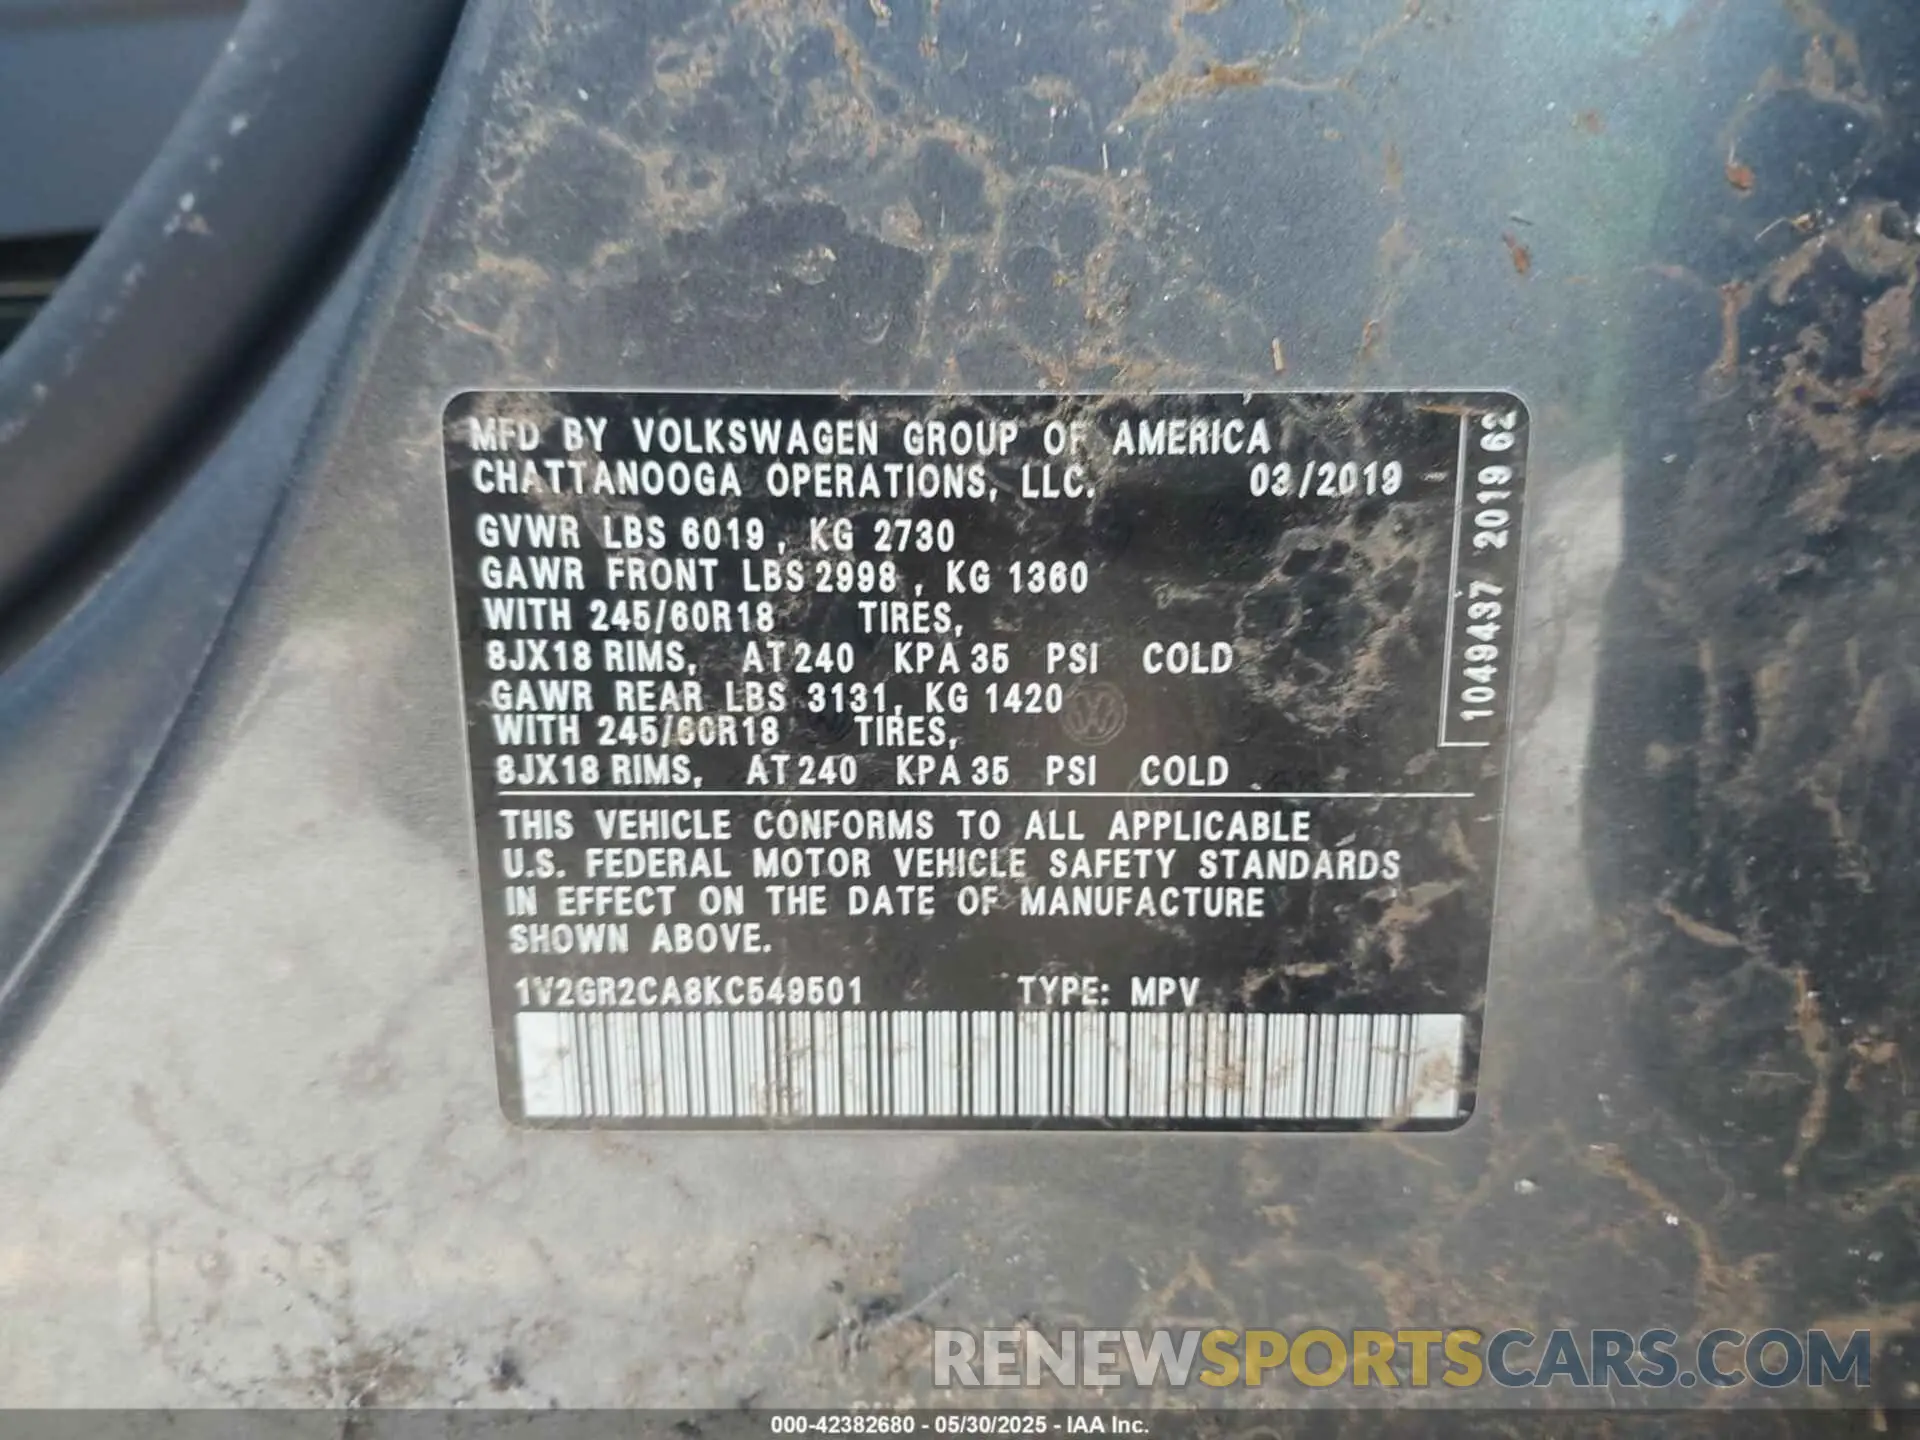 MFD BY VOLKSWAGEN GROUP OF AMERICA
CHATTANOOGA OPERATIONS, LLC. 03/2019
GVWR LBS 6019, KG 2730
GAWR FRONT LBS 2998, KG 1360
WITH 245/60R18 TIRES,
8JX18 RIMS, AT 240 KPA 35 PSI COLD
GAWR REAR LBS 3131, KG 1420
WITH 245/60R18 TIRES,
8JX18 RIMS, AT 240 KPA 35 PSI COLD
THIS VEHICLE CONFORMS TO ALL APPLICABLE
U.S. FEDERAL MOTOR VEHICLE SAFETY STANDARDS
IN EFFECT ON THE DATE OF MANUFACTURE
SHOWN ABOVE.
1V2GR2CA8KC549501 TYPE: MPV
1049437 2019 62
RENEWSPORTSCARS.COM
000-42382680 - 05/30/2025 - IAA Inc.